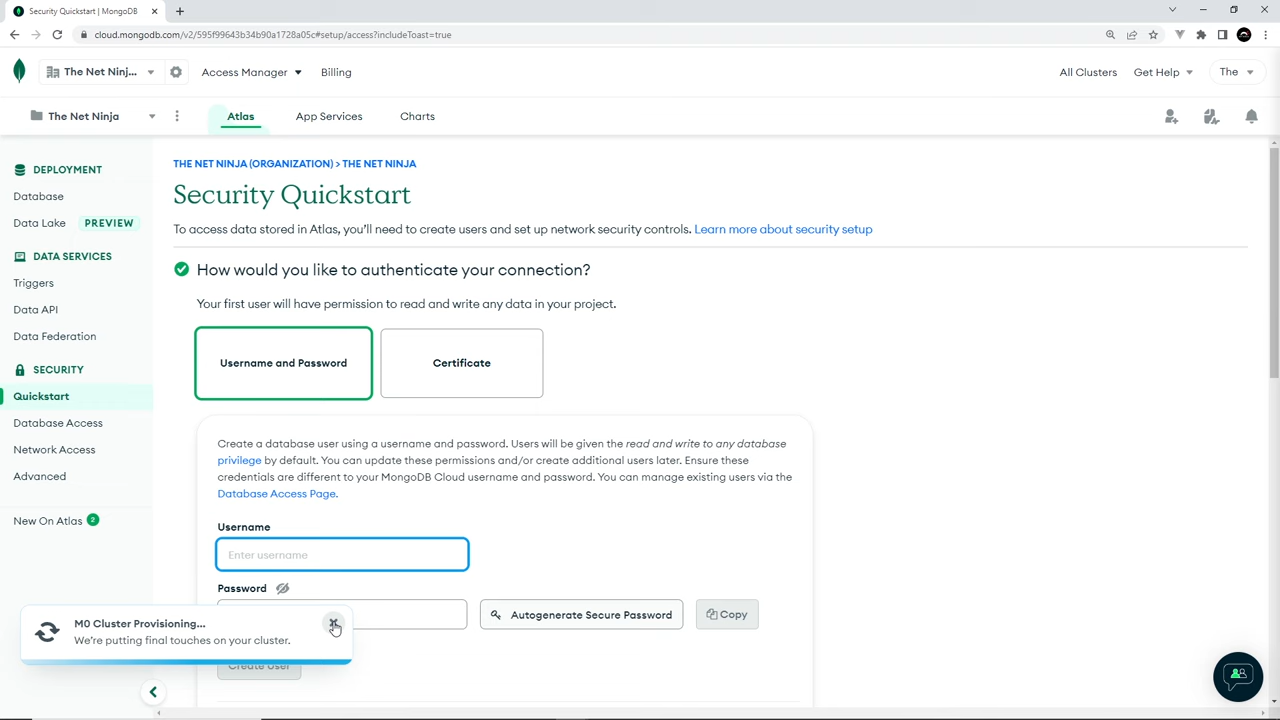 Security Quickstart | MongoDB
cloud.mongodb.com/v2/595f99643b34b90a1728a05c#setup/access?includeToast=true
The Net Ninj...
Access Manager
Billing
All Clusters
Get Help
The
The Net Ninja
Atlas
App Services
Charts
DEPLOYMENT
Database
Data Lake PREVIEW
DATA SERVICES
Triggers
Data API
Data Federation
SECURITY
Quickstart
Database Access
Network Access
Advanced
New On Atlas 2
THE NET NINJA (ORGANIZATION) > THE NET NINJA
Security Quickstart
To access data stored in Atlas, you'll need to create users and set up network security controls. Learn more about security setup
How would you like to authenticate your connection?
Your first user will have permission to read and write any data in your project.
Username and Password
Certificate
Create a database user using a username and password. Users will be given the read and write to any database
privilege by default. You can update these permissions and/or create additional users later. Ensure these
credentials are different to your MongoDB Cloud username and password. You can manage existing users via the
Database Access Page.
Username
Enter username
Password
Autogenerate Secure Password
Copy
Create User
M0 Cluster Provisioning...
We're putting final touches on your cluster.